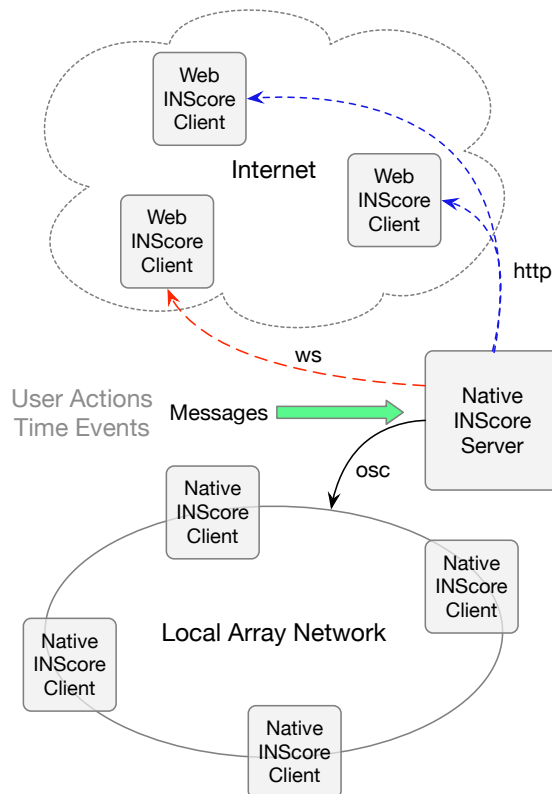 Web
INScore
Client
Internet
Web
INScore
Client
Web
INScore
Client
http
ws
Native
INScore
Server
User Actions
Time Events
Messages
osc
Native
INScore
Client
Native
INScore
Client
Local Array Network
Native
INScore
Client
Native
INScore
Client